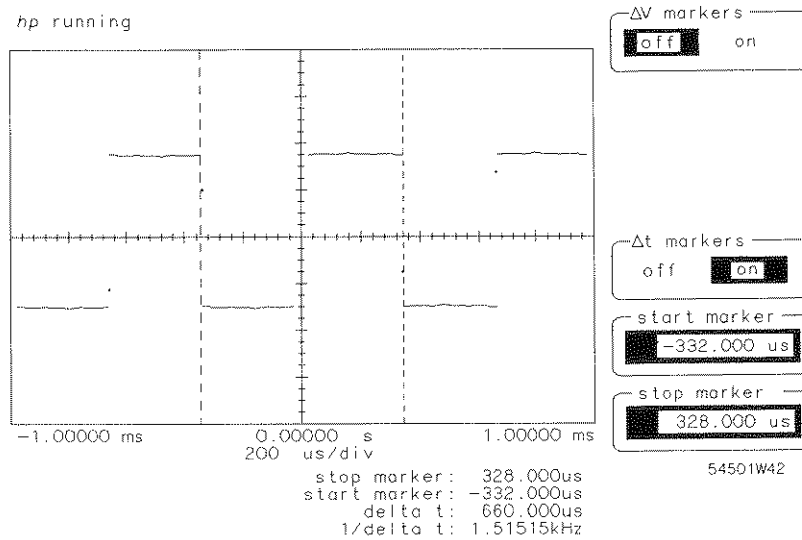 hp running
ΔV markers
off on
Δt markers
off on
start marker
-332.000 us
stop marker
328.000 us
-1.00000 ms 0.00000 s 1.00000 ms
200 us/div
54501W42
stop marker: 328.000us
start marker: -332.000us
delta t: 660.000us
1/delta t: 1.51515kHz